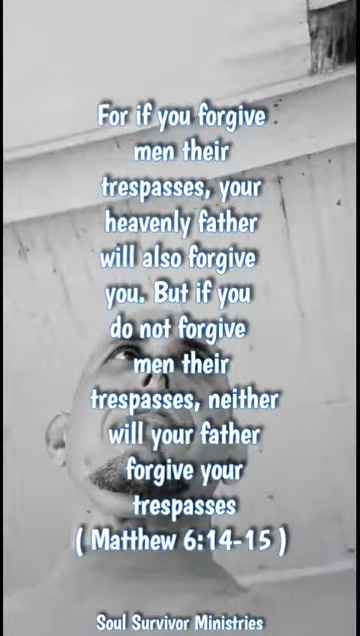 For if you forgive
men their
trespasses, your
heavenly father
will also forgive
you. But if you
do not forgive
men their
trespasses, neither
will your father
forgive your
trespasses
( Matthew 6:14-15 )
Soul Survivor Ministries